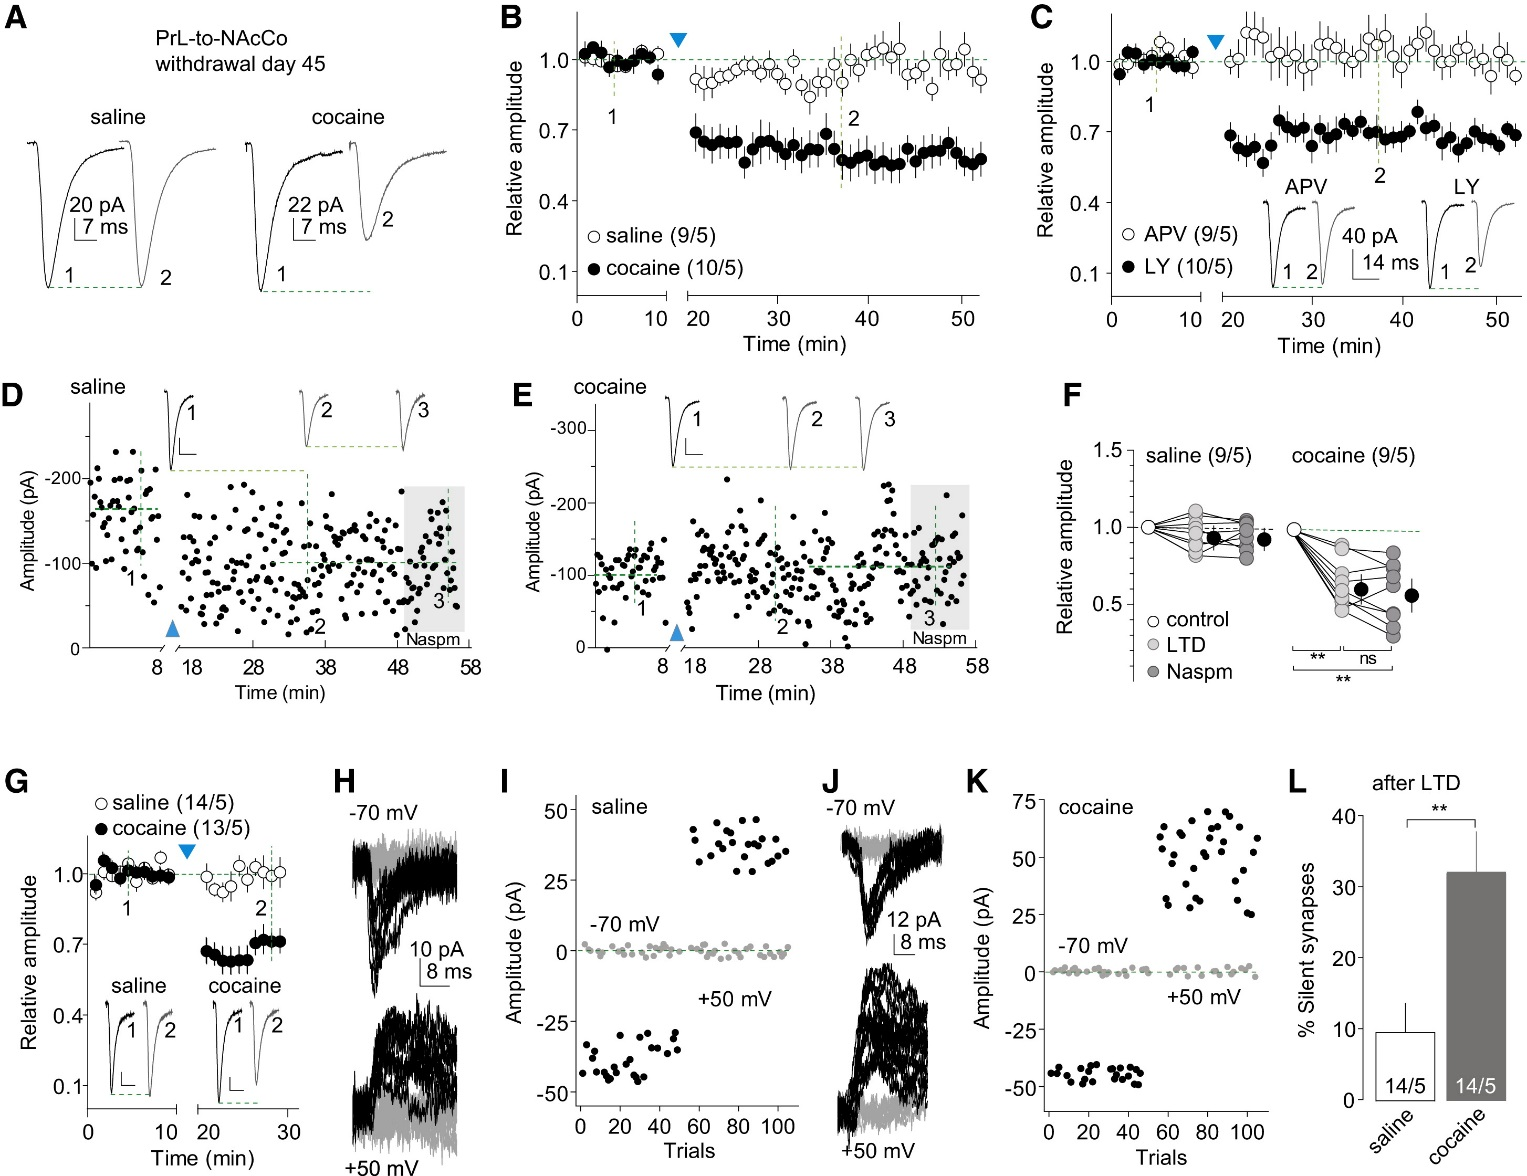 A
PrL-to-NAcCo
withdrawal day 45
saline
cocaine
20 pA
7 ms
22 pA
7 ms
1
2
1
2
B
Relative amplitude
1.0
0.7
0.4
0.1
1
2
saline (9/5)
cocaine (10/5)
0
10
20
30
40
50
Time (min)
C
Relative amplitude
1.0
0.7
0.4
0.1
1
2
APV
LY
APV (9/5)
LY (10/5)
40 pA
14 ms
1
2
1
2
0
10
20
30
40
50
Time (min)
D
saline
Amplitude (pA)
-200
-100
0
1
2
3
1
2
3
Naspm
8
18
28
38
48
58
Time (min)
E
cocaine
Amplitude (pA)
-300
-200
-100
0
1
2
3
1
2
3
Naspm
8
18
28
38
48
58
Time (min)
F
Relative amplitude
1.5
1.0
0.5
saline (9/5)
cocaine (9/5)
control
LTD
Naspm
**
ns
**
G
saline (14/5)
cocaine (13/5)
Relative amplitude
1.0
0.7
0.4
0.1
1
2
saline
cocaine
1
2
1
2
0
10
20
30
Time (min)
H
-70 mV
10 pA
8 ms
+50 mV
I
saline
Amplitude (pA)
50
25
0
-25
-50
-70 mV
+50 mV
0
20
40
60
80
100
Trials
J
-70 mV
12 pA
8 ms
+50 mV
K
cocaine
Amplitude (pA)
75
50
25
0
-25
-50
-70 mV
+50 mV
0
20
40
60
80
100
Trials
L
after LTD
**
% Silent synapses
40
30
20
10
0
14/5
14/5
saline
cocaine